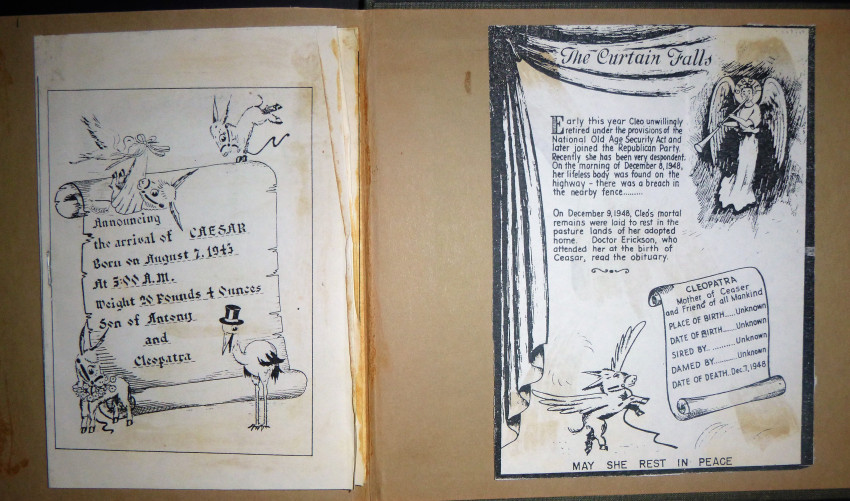 Announcing
the arrival of CAESAR
Born on August 7, 1943
At 3:00 A.M.
Weight 20 Pounds 4 Ounces
Son of Antony
and
Cleopatra
The Curtain Falls
Early this year Cleo unwillingly
retired under the provisions of the
National Old Age Security Act and
later joined the Republican Party.
Recently she has been very despondent.
On the morning of December 8, 1948,
her lifeless body was found on the
highway - there was a breach in
the nearby fence.........
On December 9, 1948, Cleo's mortal
remains were laid to rest in the
pasture lands of her adopted
home. Doctor Erickson, who
attended her at the birth of
Ceasar, read the obituary.
CLEOPATRA
Mother of Ceaser
and Friend of all Mankind
PLACE OF BIRTH.....Unknown
DATE OF BIRTH.....Unknown
SIRED BY..........Unknown
DAMED BY.........Unknown
DATE OF DEATH..Dec. 7, 1948
MAY SHE REST IN PEACE